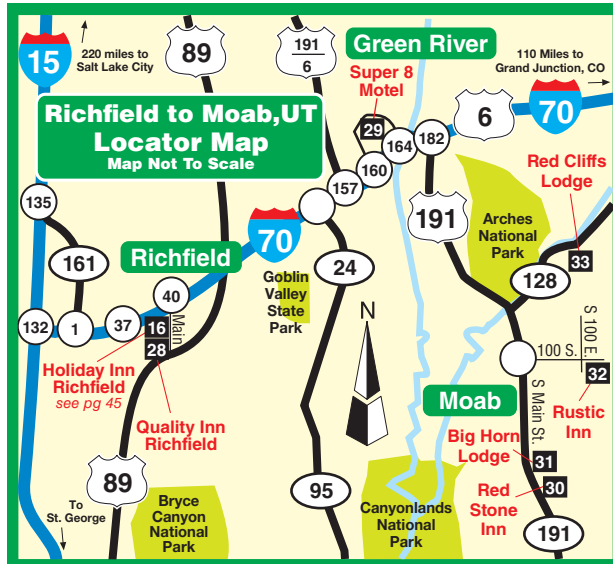 15
220 miles to
Salt Lake City
89
191
6
Green River
110 Miles to
Grand Junction, CO
Super 8
Motel
29
6
70
Richfield to Moab,UT
Locator Map
Map Not To Scale
164
182
160
157
Red Cliffs
Lodge
135
191
Arches
National
Park
33
128
161
Richfield
70
Goblin
Valley
State
Park
24
40
132
1
37
16
Main
28
N
Holiday Inn
Richfield
see pg 45
Quality Inn
Richfield
100 S.
S 100 E.
32
Rustic
Inn
S Main St.
Moab
Big Horn
Lodge
31
Red
Stone
Inn
30
89
95
To
St. George
Bryce
Canyon
National
Park
Canyonlands
National
Park
191